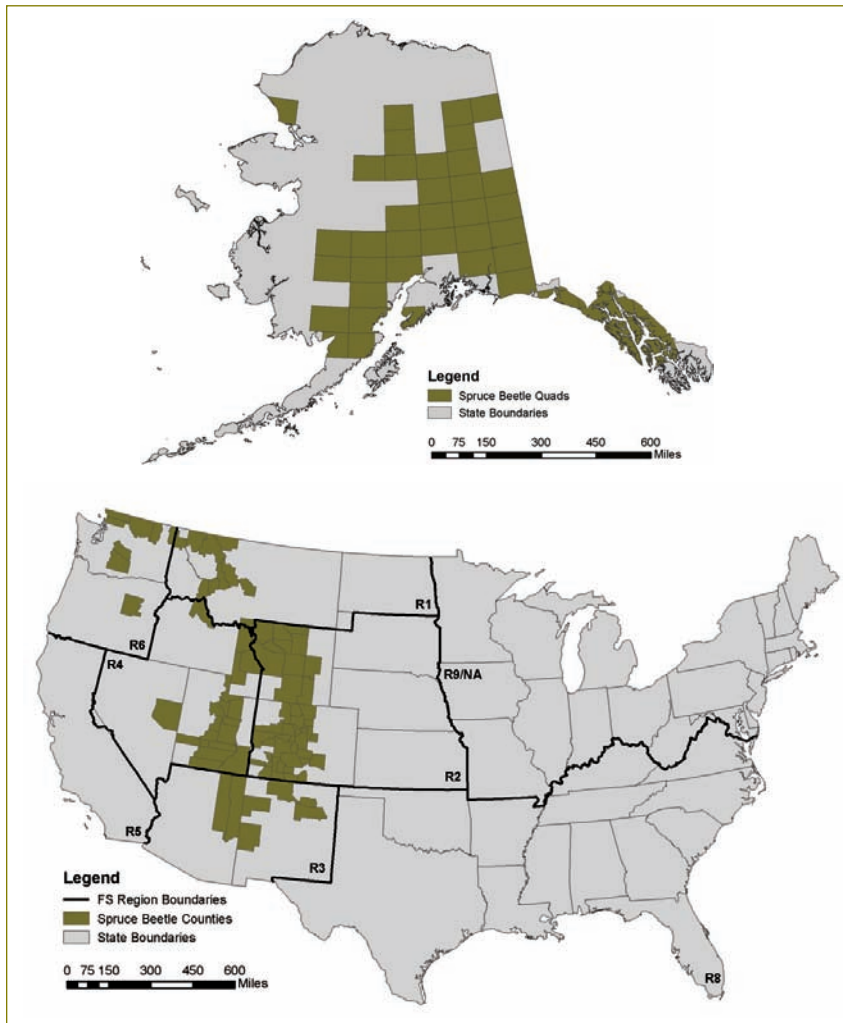 Legend
Spruce Beetle Quads
State Boundaries
0 75 150 300 450 600
Miles
R1
R6
R4
R9/NA
R2
R5
R3
Legend
FS Region Boundaries
Spruce Beetle Counties
State Boundaries
0 75 150 300 450 600
Miles
R8